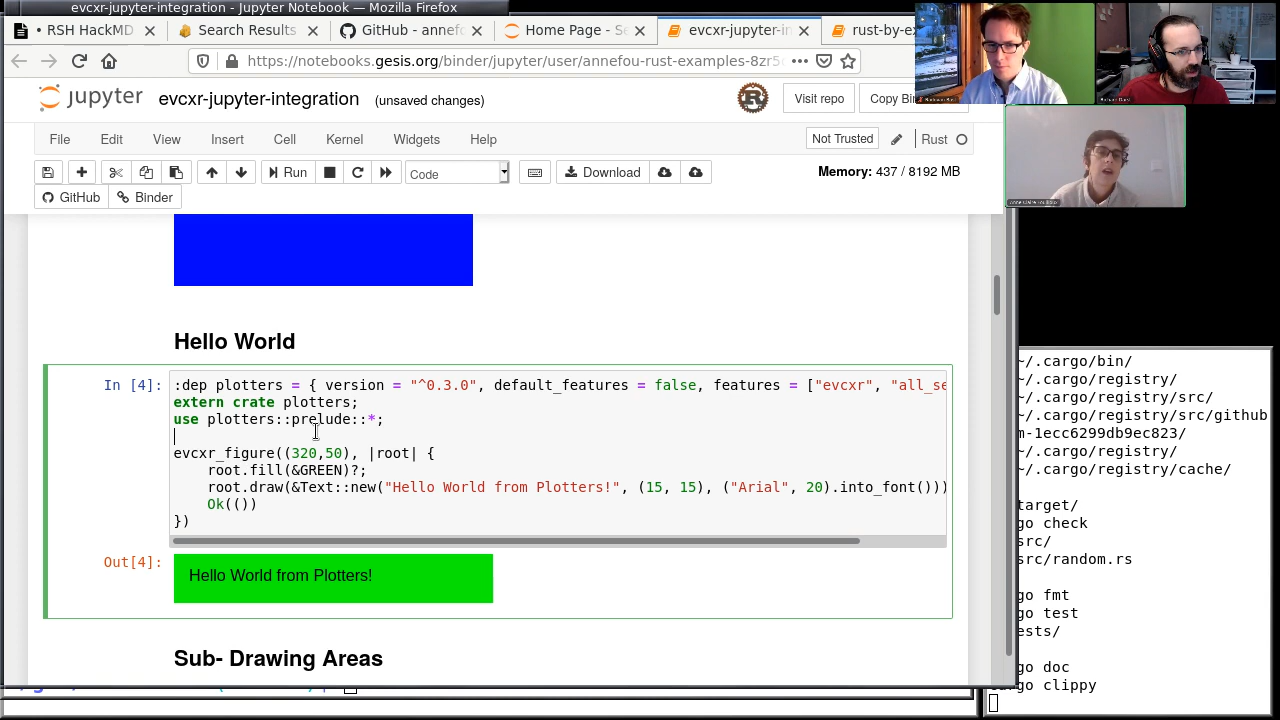 evcxr-jupyter-integration - Jupyter Notebook — Mozilla Firefox
• RSH HackMD
Search Results
GitHub - annefo
Home Page - Se
evcxr-jupyter-in
rust-by-ex
https://notebooks.gesis.org/binder/jupyter/user/annefou-rust-examples-8zr5
jupyter
evcxr-jupyter-integration
(unsaved changes)
Visit repo
Copy Bin
File
Edit
View
Insert
Cell
Kernel
Widgets
Help
Not Trusted
Rust
Run
Code
Download
Memory: 437 / 8192 MB
GitHub
Binder
Hello World
In [4]:
:dep plotters = { version = "^0.3.0", default_features = false, features = ["evcxr", "all_se
extern crate plotters;
use plotters::prelude::*;
evcxr_figure((320,50), |root| {
root.fill(&GREEN)?;
root.draw(&Text::new("Hello World from Plotters!", (15, 15), ("Arial", 20).into_font()))
Ok(())
})
Out[4]:
Hello World from Plotters!
Sub- Drawing Areas
~/.cargo/bin/
~/.cargo/registry/
~/.cargo/registry/src/
~/.cargo/registry/src/github
m-1ecc6299db9ec823/
~/.cargo/registry/
~/.cargo/registry/cache/
target/
go check
src/
src/random.rs
go fmt
go test
ests/
go doc
cargo clippy